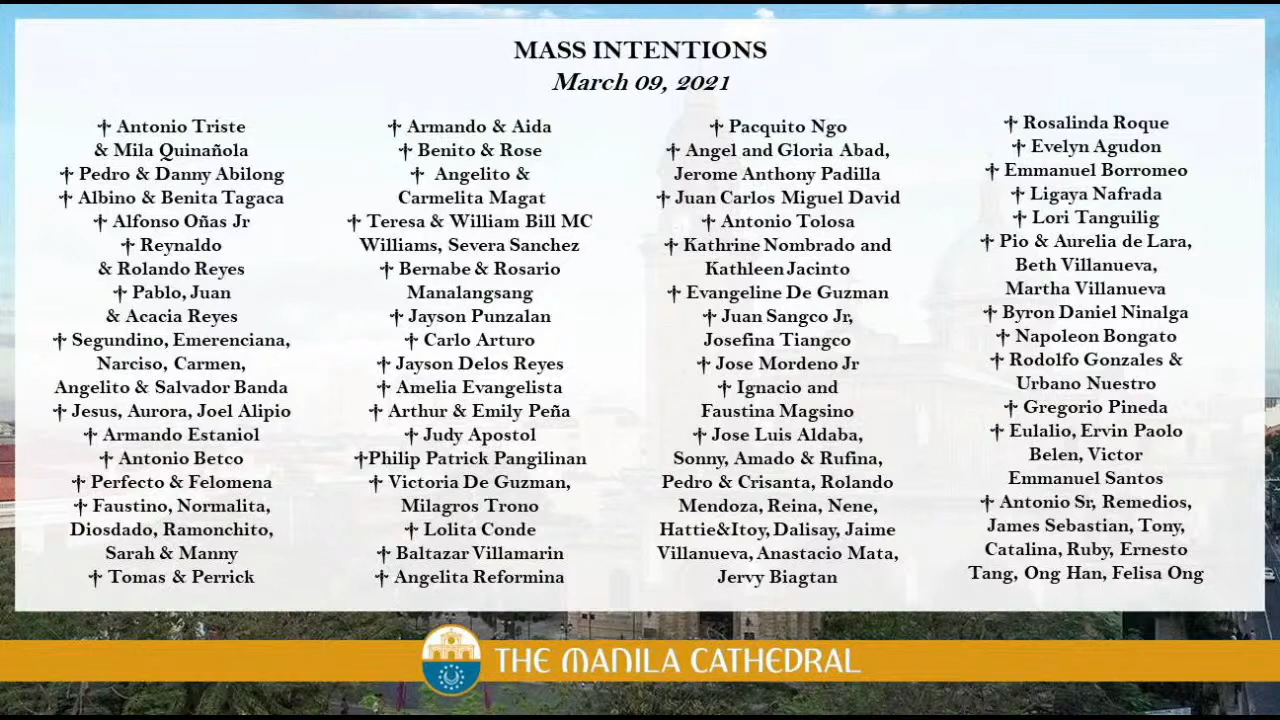 MASS INTENTIONS
March 09, 2021
♱ Antonio Triste
& Mila Quinañola
♱ Pedro & Danny Abilong
♱ Albino & Benita Tagaca
♱ Alfonso Oñas Jr
♱ Reynaldo
& Rolando Reyes
♱ Pablo, Juan
& Acacia Reyes
♱ Segundino, Emerenciana,
Narciso, Carmen,
Angelito & Salvador Banda
♱ Jesus, Aurora, Joel Alipio
♱ Armando Estaniol
♱ Antonio Betco
♱ Perfecto & Felomena
♱ Faustino, Normalita,
Diosdado, Ramonchito,
Sarah & Manny
♱ Tomas & Perrick
♱ Armando & Aida
♱ Benito & Rose
♱ Angelito &
Carmelita Magat
♱ Teresa & William Bill MC
Williams, Severa Sanchez
♱ Bernabe & Rosario
Manalangsang
♱ Jayson Punzalan
♱ Carlo Arturo
♱ Jayson Delos Reyes
♱ Amelia Evangelista
♱ Arthur & Emily Peña
♱ Judy Apostol
♱Philip Patrick Pangilinan
♱ Victoria De Guzman,
Milagros Trono
♱ Lolita Conde
♱ Baltazar Villamarin
♱ Angelita Reformina
♱ Pacquito Ngo
♱ Angel and Gloria Abad,
Jerome Anthony Padilla
♱ Juan Carlos Miguel David
♱ Antonio Tolosa
♱ Kathrine Nombrado and
Kathleen Jacinto
♱ Evangeline De Guzman
♱ Juan Sangco Jr,
Josefina Tiangco
♱ Jose Mordeno Jr
♱ Ignacio and
Faustina Magsino
♱ Jose Luis Aldaba,
Sonny, Amado & Rufina,
Pedro & Crisanta, Rolando
Mendoza, Reina, Nene,
Hattie&Itoy, Dalisay, Jaime
Villanueva, Anastacio Mata,
Jervy Biagtan
♱ Rosalinda Roque
♱ Evelyn Agudon
♱ Emmanuel Borromeo
♱ Ligaya Nafrada
♱ Lori Tanguilig
♱ Pio & Aurelia de Lara,
Beth Villanueva,
Martha Villanueva
♱ Byron Daniel Ninalga
♱ Napoleon Bongato
♱ Rodolfo Gonzales &
Urbano Nuestro
♱ Gregorio Pineda
♱ Eulalio, Ervin Paolo
Belen, Victor
Emmanuel Santos
♱ Antonio Sr, Remedios,
James Sebastian, Tony,
Catalina, Ruby, Ernesto
Tang, Ong Han, Felisa Ong
THE MANILA CATHEDRAL